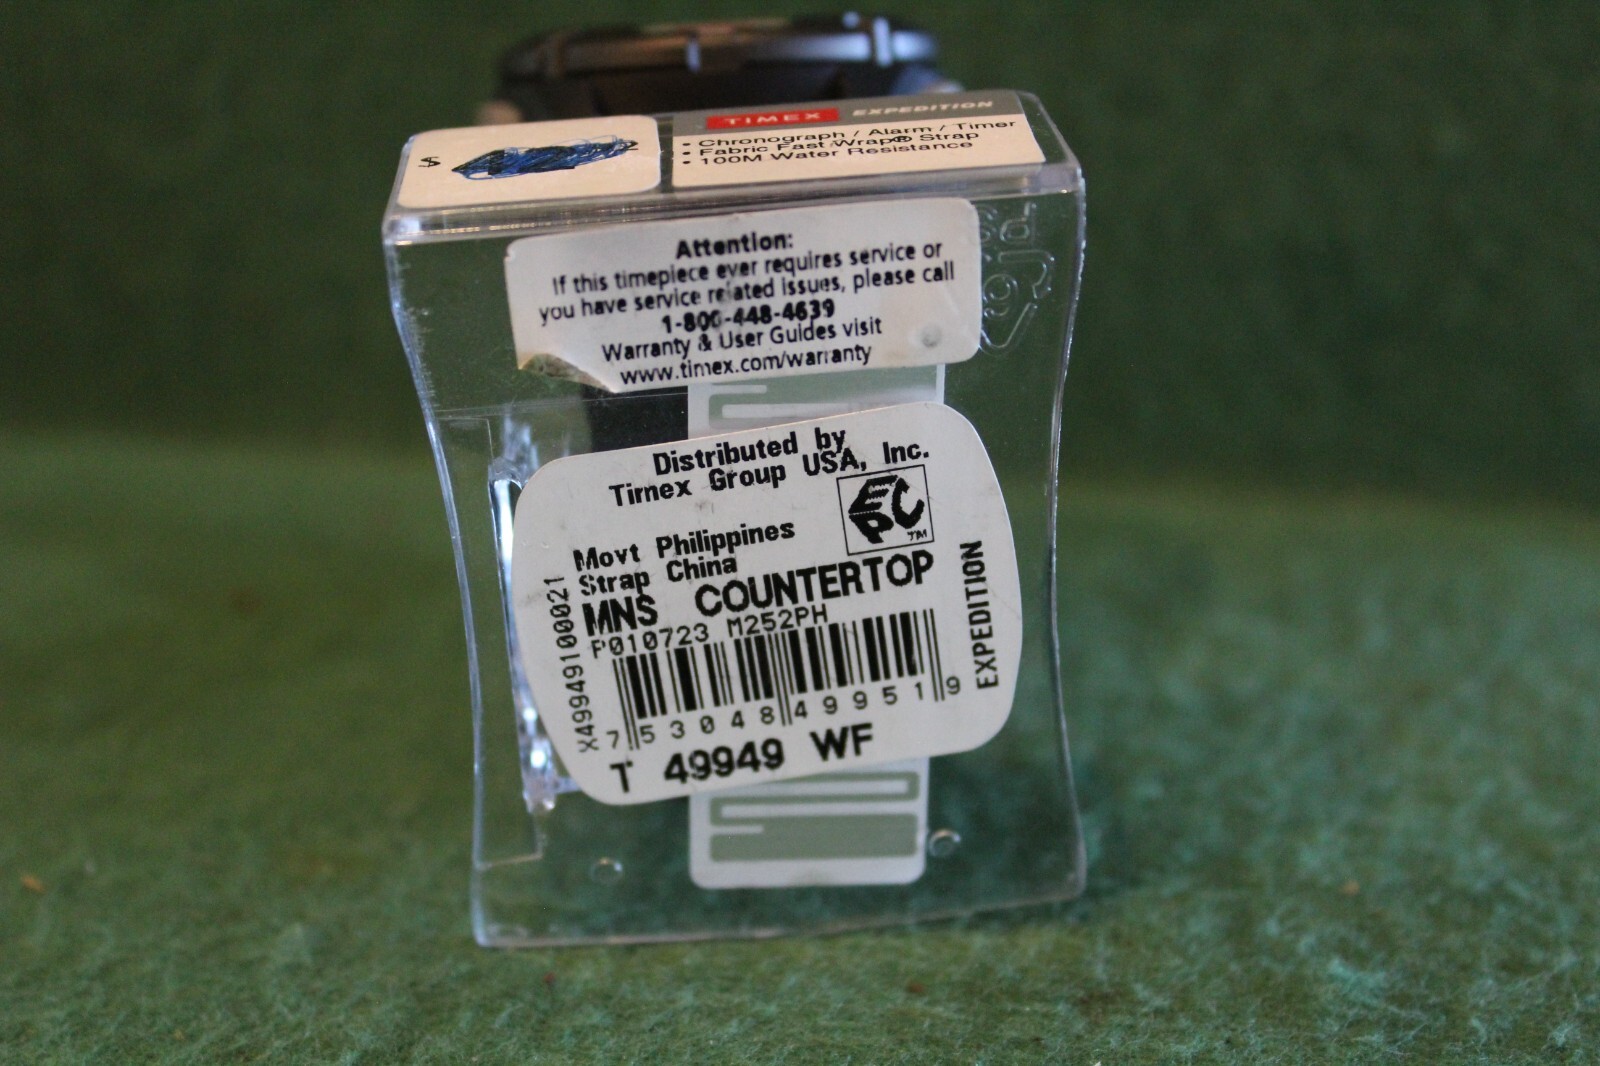 TIMEX EXPEDITION
$
• Chronograph / Alarm / Timer
• Fabric Fast Wrap® Strap
• 100M Water Resistance
Attention:
If this timepiece ever requires service or
you have service related issues, please call
1-800-448-4639
Warranty & User Guides visit
www.timex.com/warranty
Distributed by
Timex Group USA, Inc.
EPC
TM
Movt Philippines
Strap China
MNS COUNTERTOP
P010723 M252PH
X49949100021
EXPEDITION
7 53048 49951 9
T 49949 WF